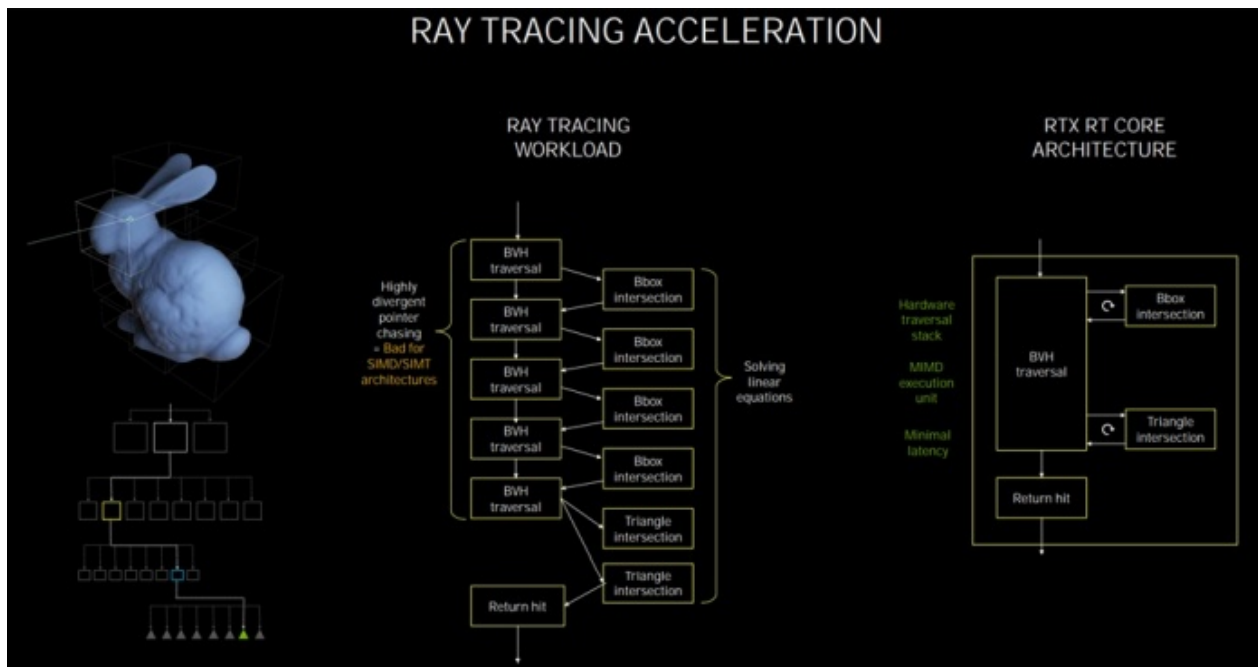 RAY TRACING ACCELERATION
RAY TRACING
WORKLOAD
BVH
traversal
Bbox
intersection
BVH
traversal
Bbox
intersection
BVH
traversal
Bbox
intersection
BVH
traversal
Bbox
intersection
BVH
traversal
Triangle
intersection
Triangle
intersection
Return hit
Highly
divergent
pointer
chasing
= Bad for
SIMD/SIMT
architectures
Solving
linear
equations
RTX RT CORE
ARCHITECTURE
Hardware
traversal
stack
MIMD
execution
unit
Minimal
latency
BVH
traversal
Bbox
intersection
Triangle
intersection
Return hit